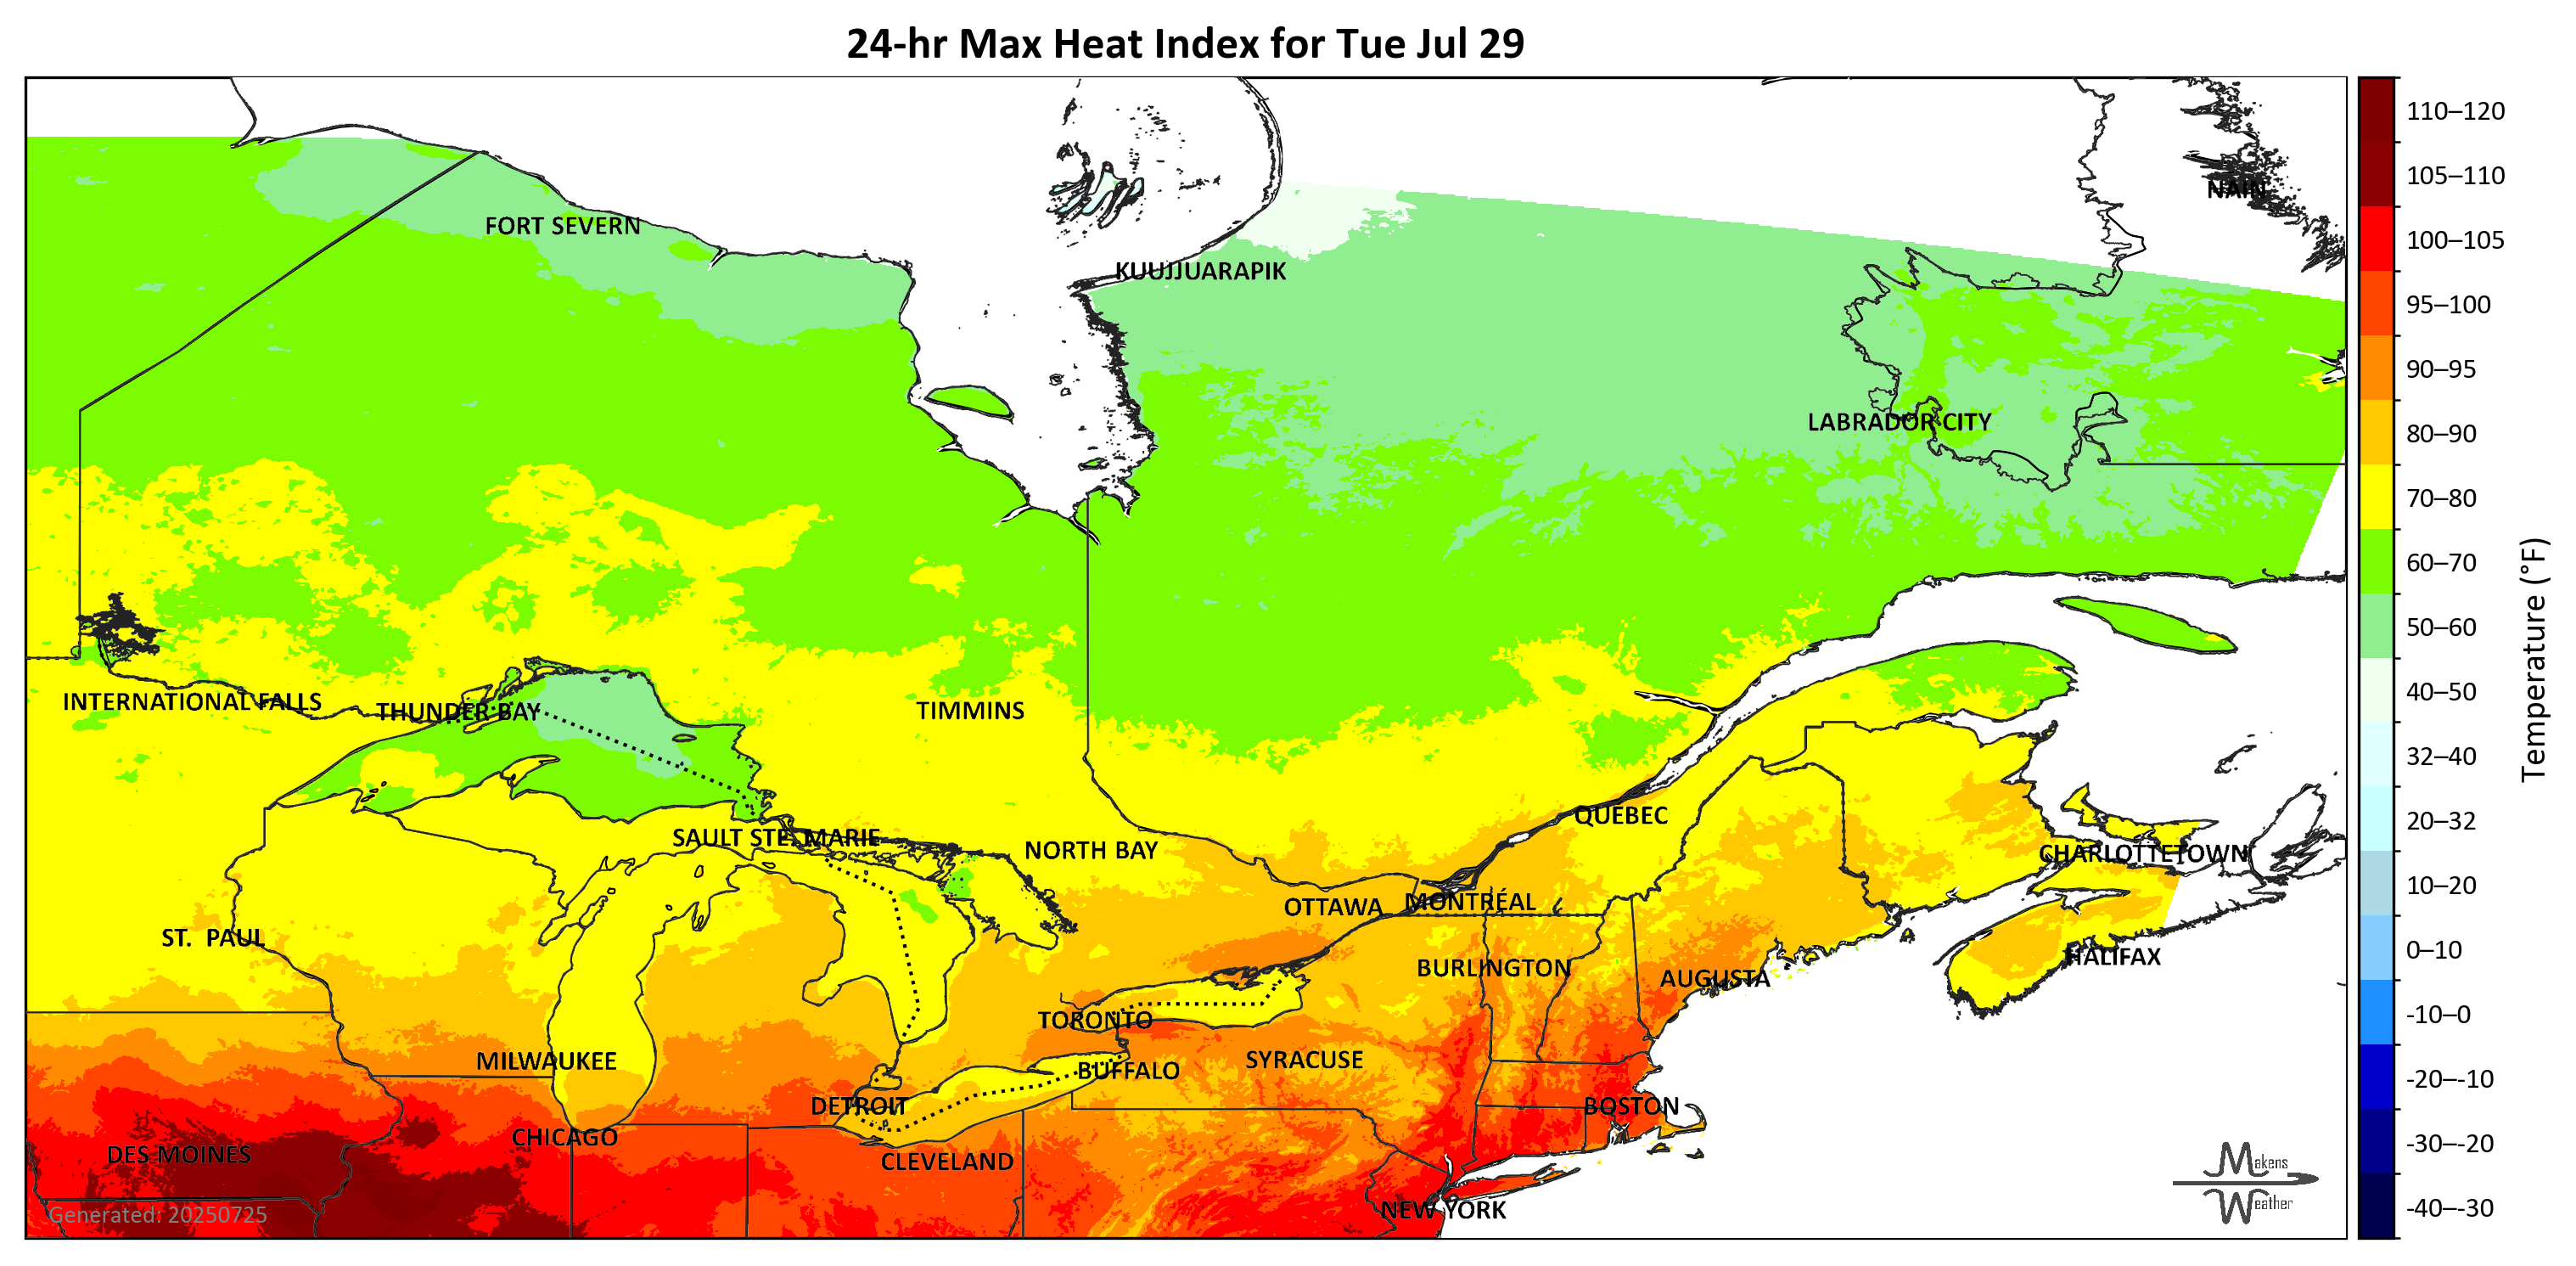 24-hr Max Heat Index for Tue Jul 29
110–120
105–110
NAIN
FORT SEVERN
100–105
KUUJJUARAPIK
95–100
90–95
LABRADOR CITY
80–90
70–80
60–70
50–60
Temperature (°F)
40–50
INTERNATIONAL FALLS
THUNDER BAY
TIMMINS
32–40
QUEBEC
20–32
SAULT STE. MARIE
NORTH BAY
CHARLOTTETOWN
10–20
OTTAWA
MONTRÉAL
ST. PAUL
0–10
HALIFAX
BURLINGTON
AUGUSTA
-10–0
TORONTO
MILWAUKEE
SYRACUSE
BUFFALO
-20–-10
DETROIT
BOSTON
CHICAGO
-30–-20
DES MOINES
CLEVELAND
Makens
Weather
-40–-30
NEW YORK
Generated: 20250725